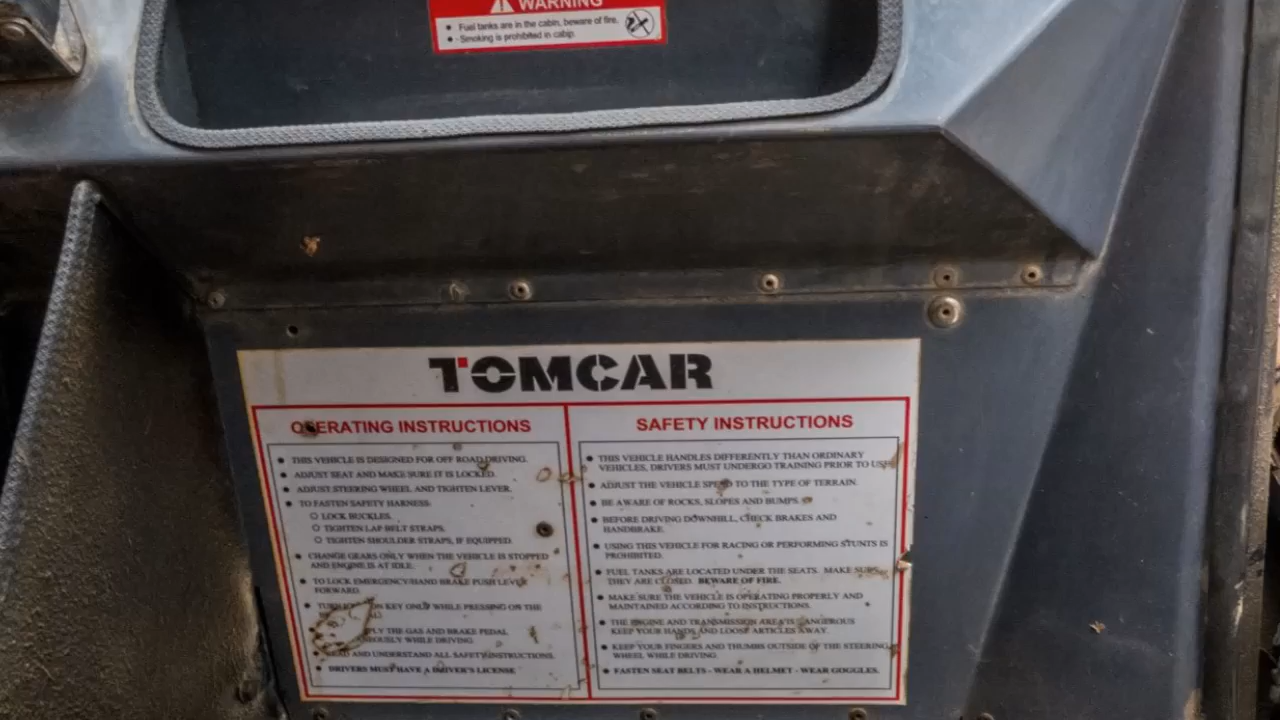 WARNING
• Fuel tanks are in the cabin, beware of fire.
• - Smoking is prohibited in cabin.
TOMCAR
OPERATING INSTRUCTIONS
• THIS VEHICLE IS DESIGNED FOR OFF ROAD DRIVING.
• ADJUST SEAT AND MAKE SURE IT IS LOCKED.
• ADJUST STEERING WHEEL AND TIGHTEN LEVER.
• TO FASTEN SAFETY HARNESS:
○ LOCK BUCKLES.
○ TIGHTEN LAP BELT STRAPS.
○ TIGHTEN SHOULDER STRAPS, IF EQUIPPED.
• CHANGE GEARS ONLY WHEN THE VEHICLE IS STOPPED
AND ENGINE IS AT IDLE.
• TO LOCK EMERGENCY/HAND BRAKE PUSH LEVER
FORWARD.
• TURN KEY ONLY WHILE PRESSING ON THE
THE GAS AND BRAKE PEDAL
WHILE DRIVING.
READ AND UNDERSTAND ALL SAFETY INSTRUCTIONS.
• DRIVERS MUST HAVE A DRIVER'S LICENSE
SAFETY INSTRUCTIONS
• THIS VEHICLE HANDLES DIFFERENTLY THAN ORDINARY
VEHICLES, DRIVERS MUST UNDERGO TRAINING PRIOR TO USE
• ADJUST THE VEHICLE SPEED TO THE TYPE OF TERRAIN.
• BE AWARE OF ROCKS, SLOPES AND BUMPS.
• BEFORE DRIVING DOWNHILL, CHECK BRAKES AND
HANDBRAKE.
• USING THIS VEHICLE FOR RACING OR PERFORMING STUNTS IS
PROHIBITED.
• FUEL TANKS ARE LOCATED UNDER THE SEATS. MAKE SURE
THEY ARE CLOSED. BEWARE OF FIRE.
• MAKE SURE THE VEHICLE IS OPERATING PROPERLY AND
MAINTAINED ACCORDING TO INSTRUCTIONS.
• THE ENGINE AND TRANSMISSION AREA IS DANGEROUS
KEEP YOUR HANDS AND LOOSE ARTICLES AWAY.
• KEEP YOUR FINGERS AND THUMBS OUTSIDE OF THE STEERING
WHEEL WHILE DRIVING.
• FASTEN SEAT BELTS - WEAR A HELMET - WEAR GOGGLES.